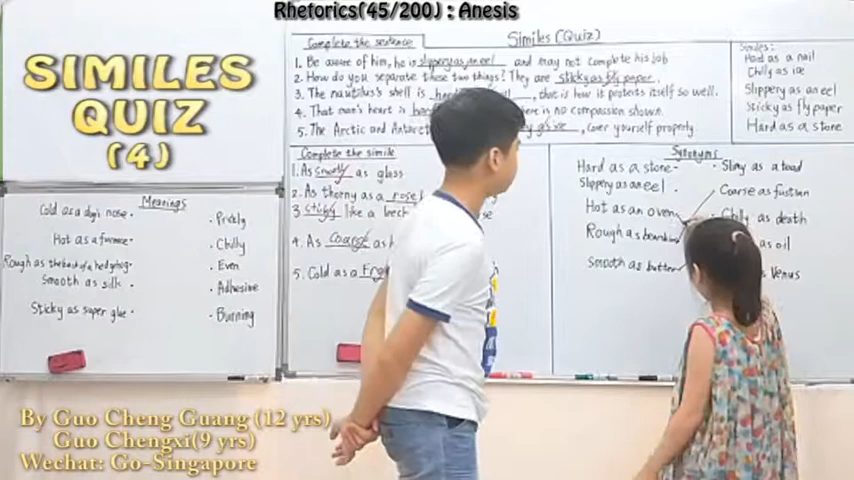 Rhetorics(45/200) : Anesis
SIMILES
QUIZ
(4)
Similes (Quiz)
Complete the sentence
1. Be aware of him, he is slippery as an eel and may not complete his job
2. How do you separate these two things? They are sticky as fly paper.
3. The nautilus's shell is that is how it protects itself so well.
4. That man's heart is there is no compassion shown.
5. The Arctic and cover yourself properly.
Similes:
Hard as a nail
Chilly as ice
Slippery as an eel
Sticky as fly paper
Hard as a stone
Complete the simile
1. As as glass
2. As thorny as a rose
3. sticky like a leech
4. As Coarse as
5. Cold as a
Synonyms
Hard as a stone
Slippery as an eel
Hot as an oven
Rough as
Smooth as butter
Slimy as a toad
Coarse as fustian
Chilly as death
as oil
Venus
Meanings
Cold as a dog's nose
Hot as a furnace
Rough as the back of a hedgehog
Smooth as silk
Sticky as super glue
Prickly
Chilly
Even
Adhesive
Burning
By Guo Cheng Guang (12 yrs)
Guo Chengxi(9 yrs)
Wechat: Go-SingaPore